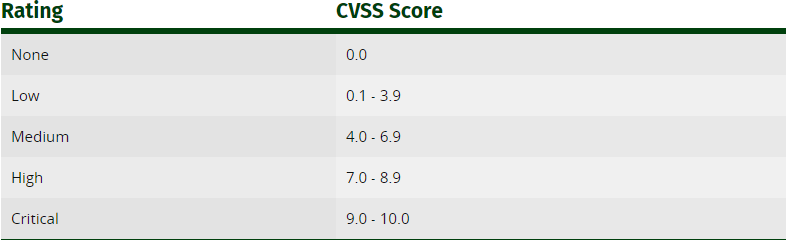 Rating CVSS Score
None 0.0
Low 0.1 - 3.9
Medium 4.0 - 6.9
High 7.0 - 8.9
Critical 9.0 - 10.0